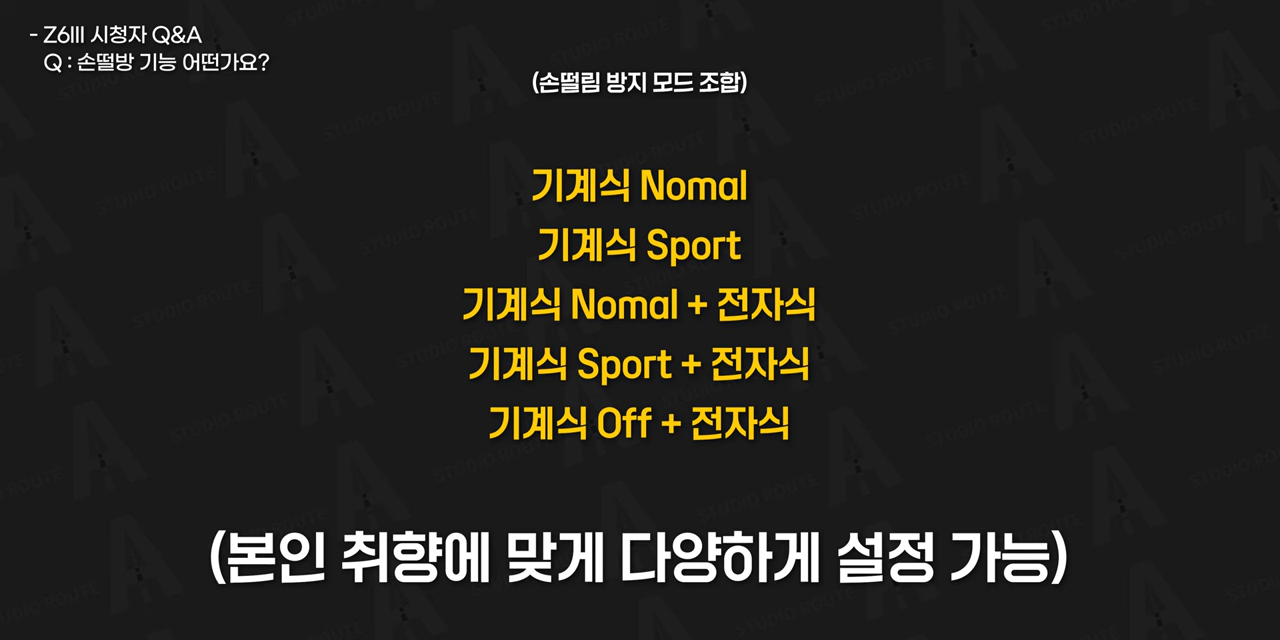 - Z6III 시청자 Q&A
Q : 손떨방 기능 어떤가요?
(손떨림 방지 모드 조합)
기계식 Nomal
기계식 Sport
기계식 Nomal + 전자식
기계식 Sport + 전자식
기계식 Off + 전자식
(본인 취향에 맞게 다양하게 설정 가능)
STUDIO ROUTE